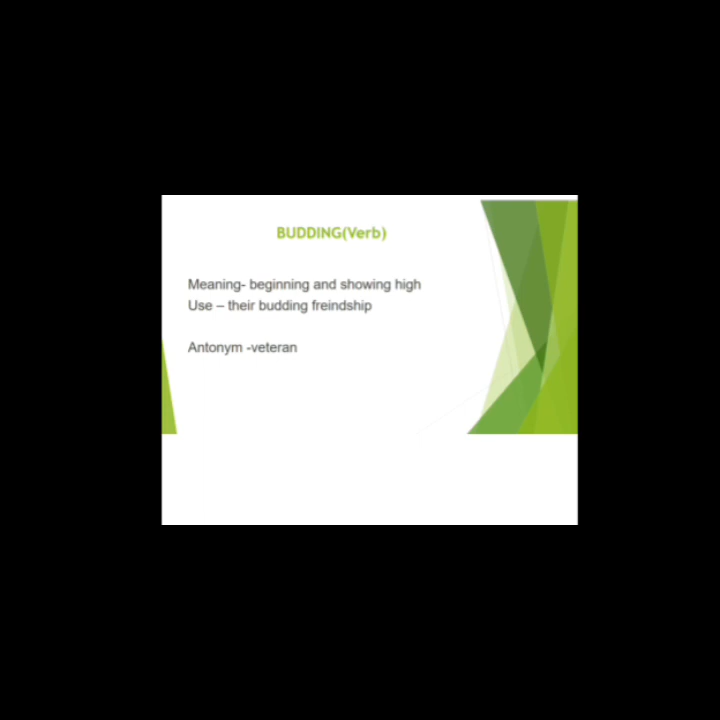 BUDDING(Verb)
Meaning- beginning and showing high
Use – their budding freindship
Antonym -veteran